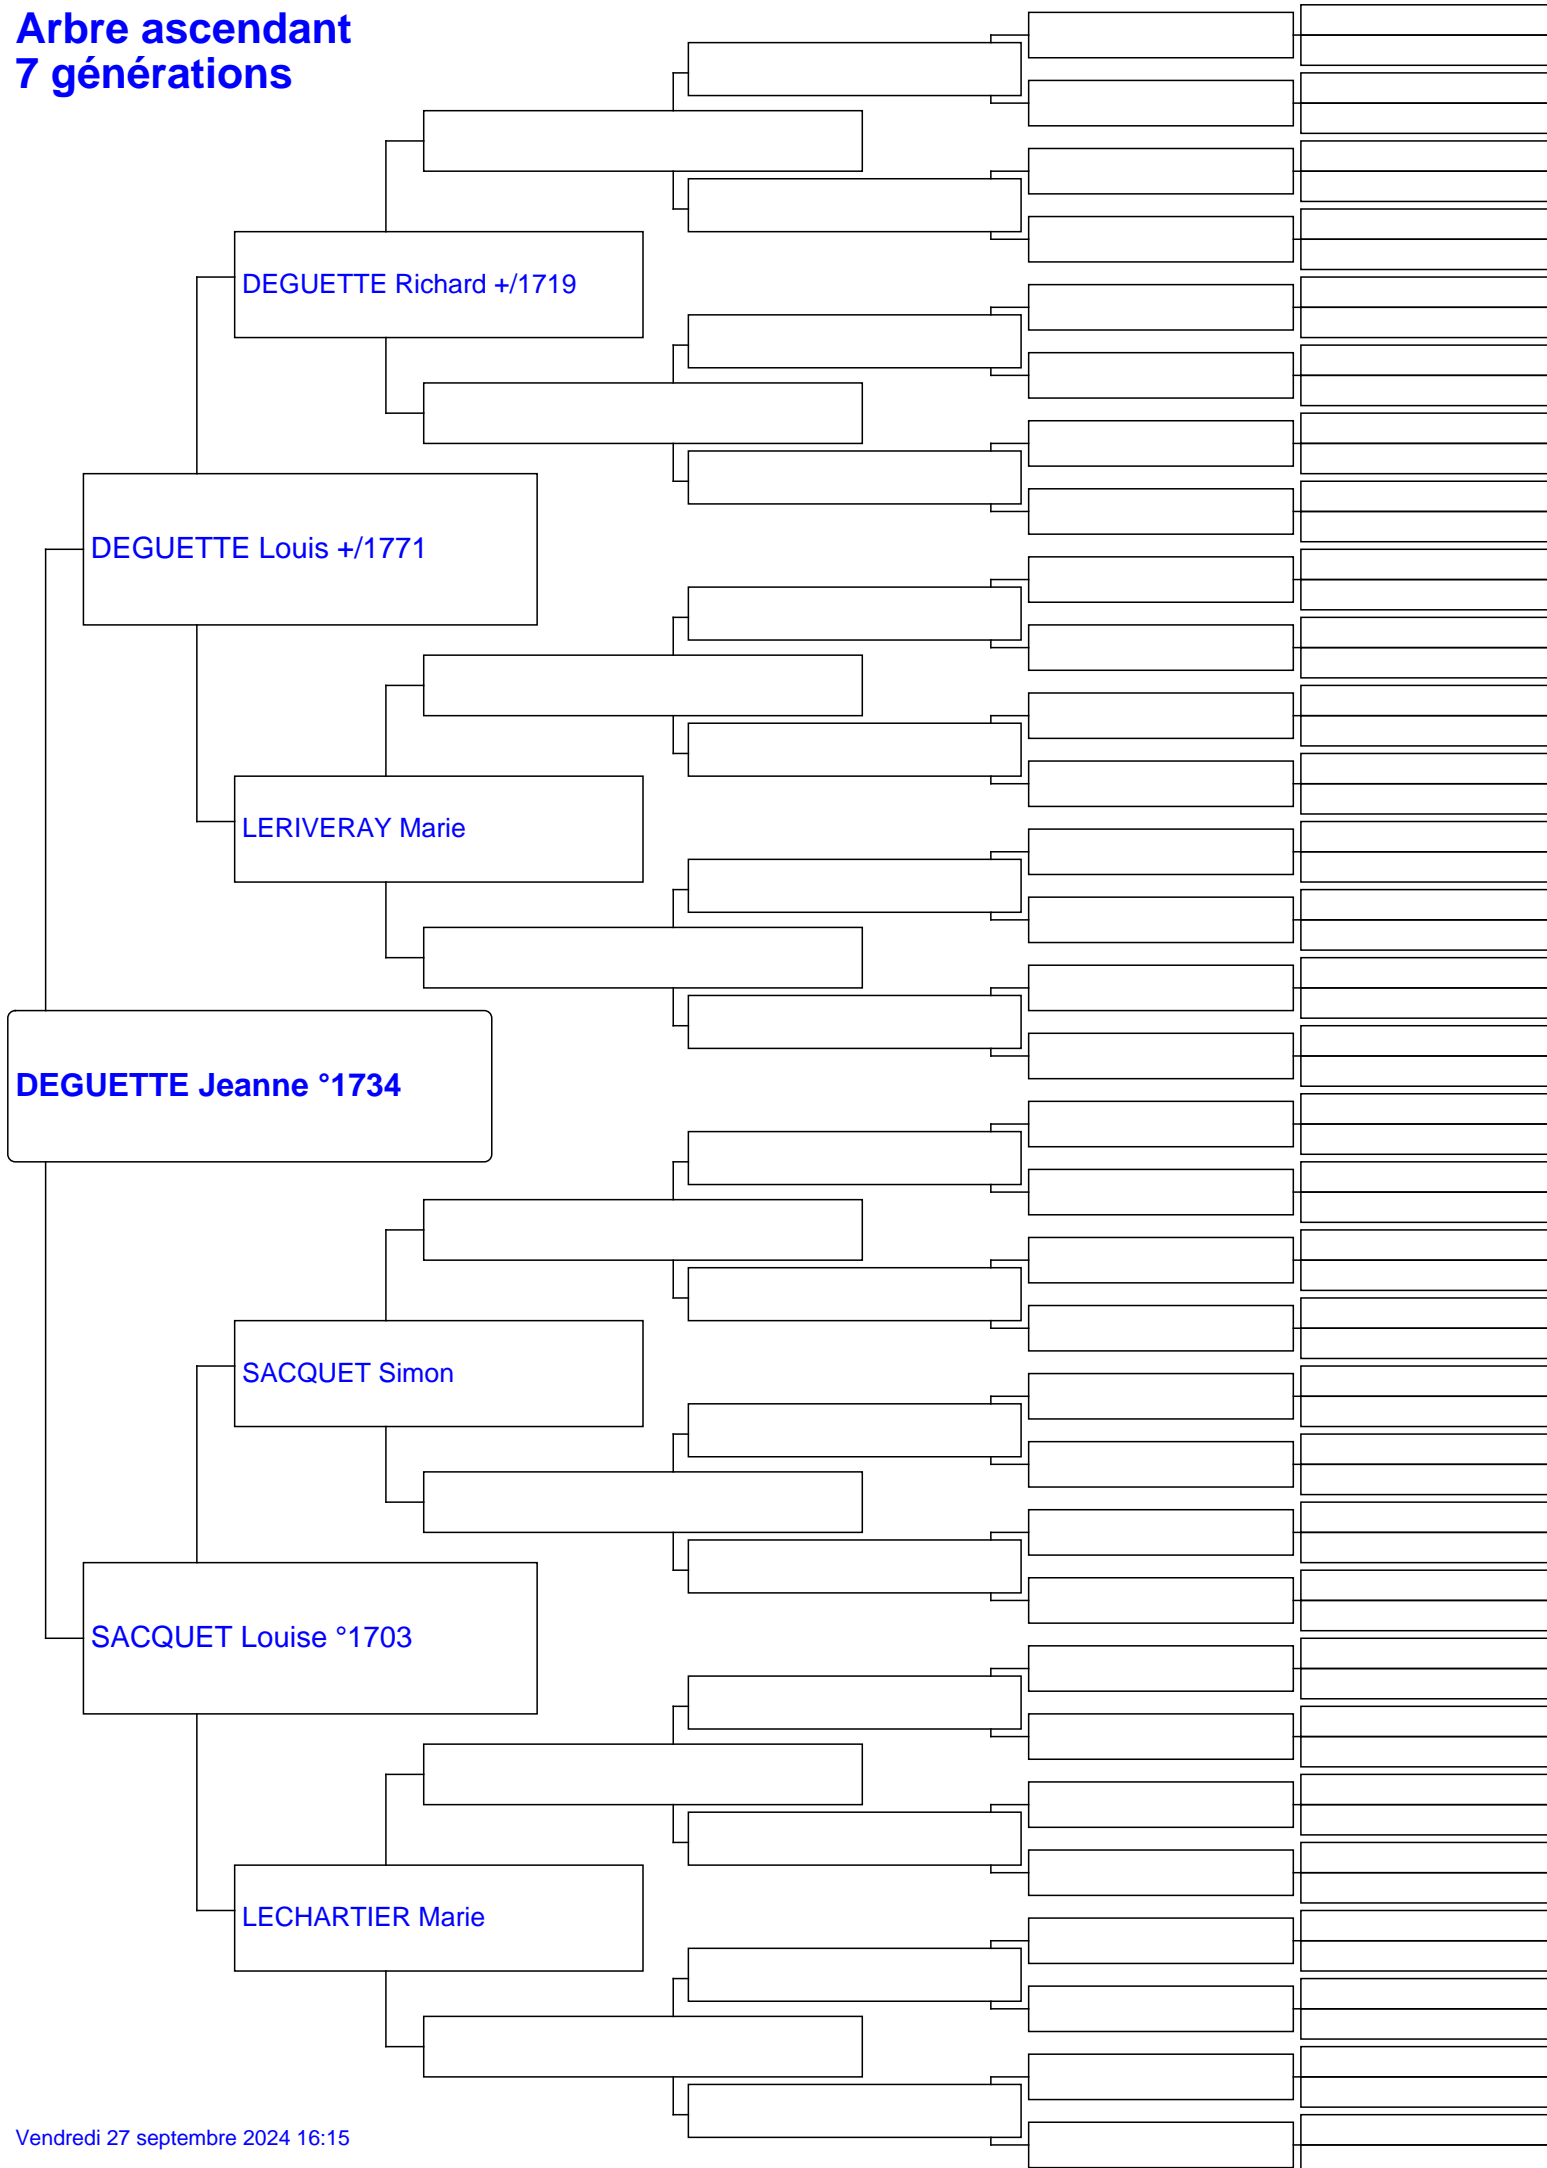 Arbre ascendant
7 générations
DEGUETTE Richard +/1719
DEGUETTE Louis +/1771
LERIVERAY Marie
DEGUETTE Jeanne °1734
SACQUET Simon
SACQUET Louise °1703
LECHARTIER Marie
Vendredi 27 septembre 2024 16:15